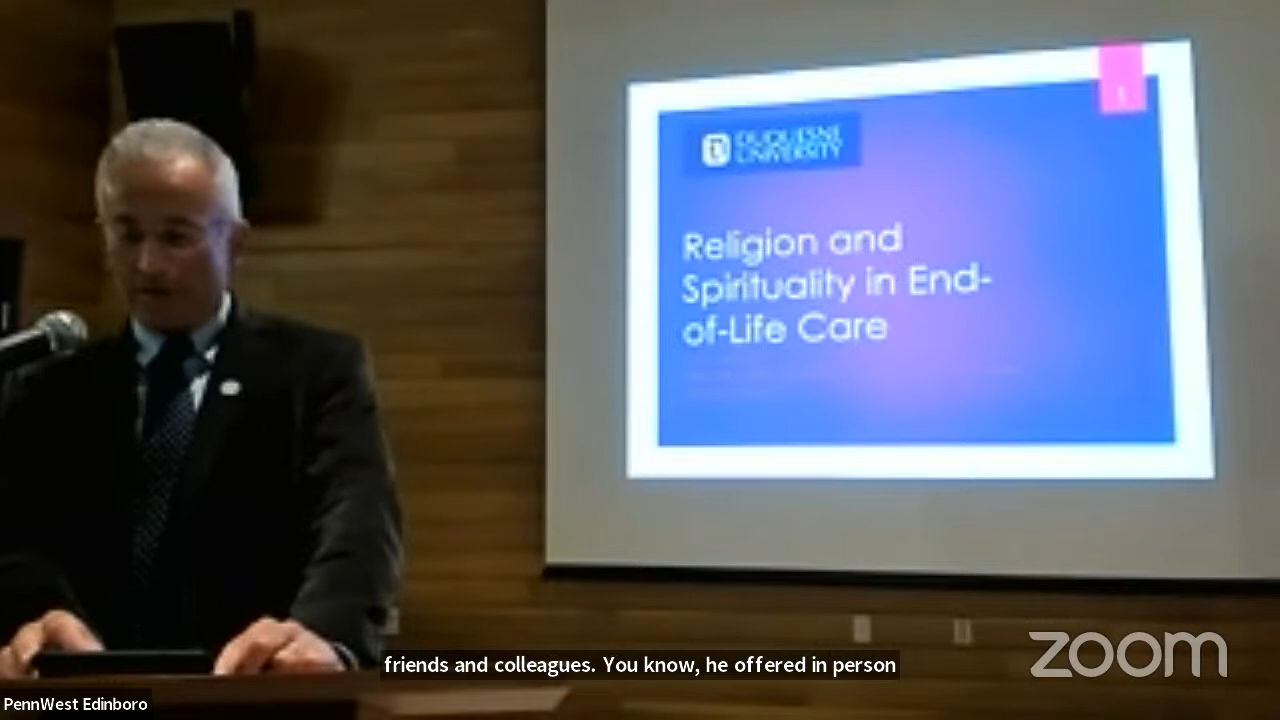 DUQUESNE
UNIVERSITY
Religion and
Spirituality in End-
of-Life Care
friends and colleagues. You know, he offered in person
zoom
PennWest Edinboro